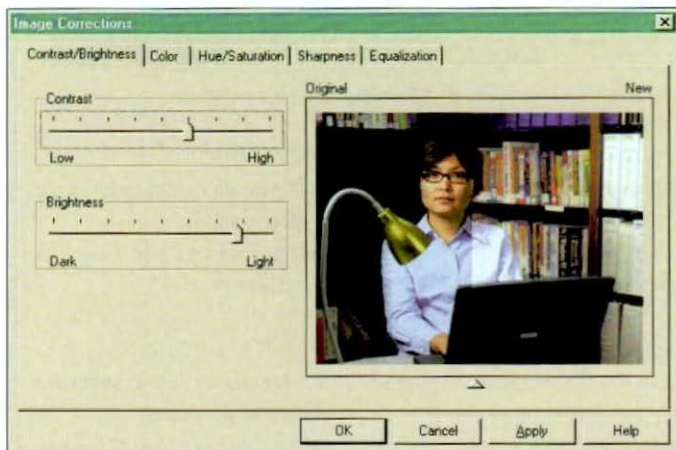 Image Corrections
Contrast/Brightness Color Hue/Saturation Sharpness Equalization
Contrast
Low High
Brightness
Dark Light
Original New
OK Cancel Apply Help